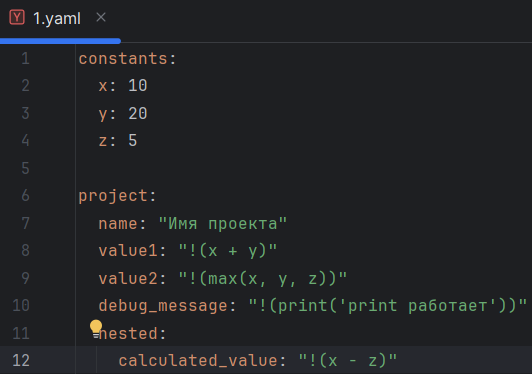 1.yaml
1 constants:
2 x: 10
3 y: 20
4 z: 5
5
6 project:
7 name: "Имя проекта"
8 value1: "!(x + y)"
9 value2: "!(max(x, y, z))"
10 debug_message: "!(print('print работает'))"
11 nested:
12 calculated_value: "!(x - z)"